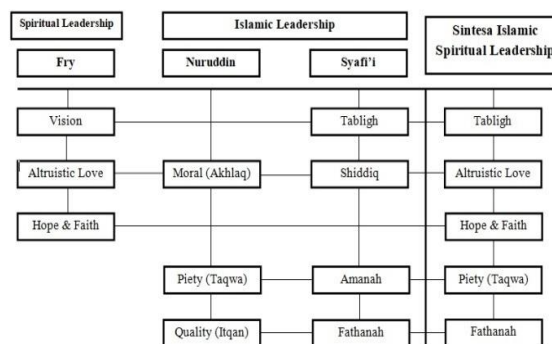 Spiritual Leadership
Islamic Leadership
Sintesa Islamic
Spiritual Leadership
Fry
Nuruddin
Syafi'i
Vision
Tabligh
Tabligh
Altruistic Love
Moral (Akhlaq)
Shiddiq
Altruistic Love
Hope & Faith
Hope & Faith
Piety (Taqwa)
Amanah
Piety (Taqwa)
Quality (Itqan)
Fathanah
Fathanah